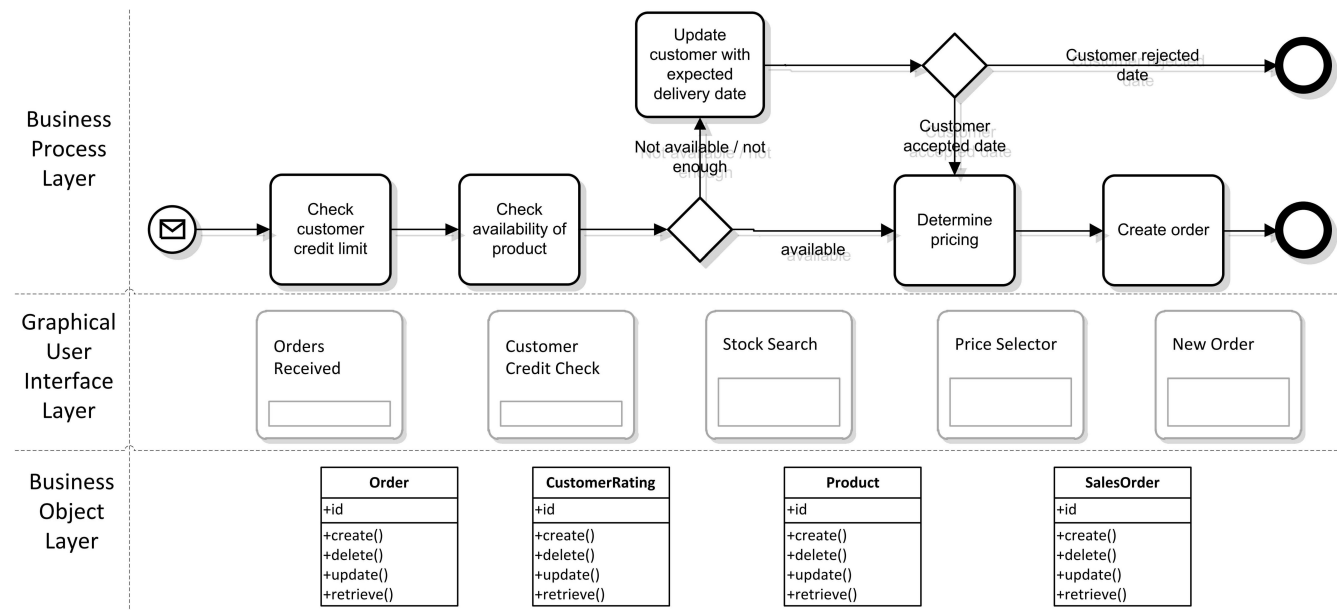 Business
Process
Layer
Update
customer with
expected
delivery date
Customer rejected
date
Not available / not
enough
Customer
accepted date
Check
customer
credit limit
Check
availability of
product
available
Determine
pricing
Create order
Graphical
User
Interface
Layer
Orders
Received
Customer
Credit Check
Stock Search
Price Selector
New Order
Business
Object
Layer
Order
+id
+create()
+delete()
+update()
+retrieve()
CustomerRating
+id
+create()
+delete()
+update()
+retrieve()
Product
+id
+create()
+delete()
+update()
+retrieve()
SalesOrder
+id
+create()
+delete()
+update()
+retrieve()